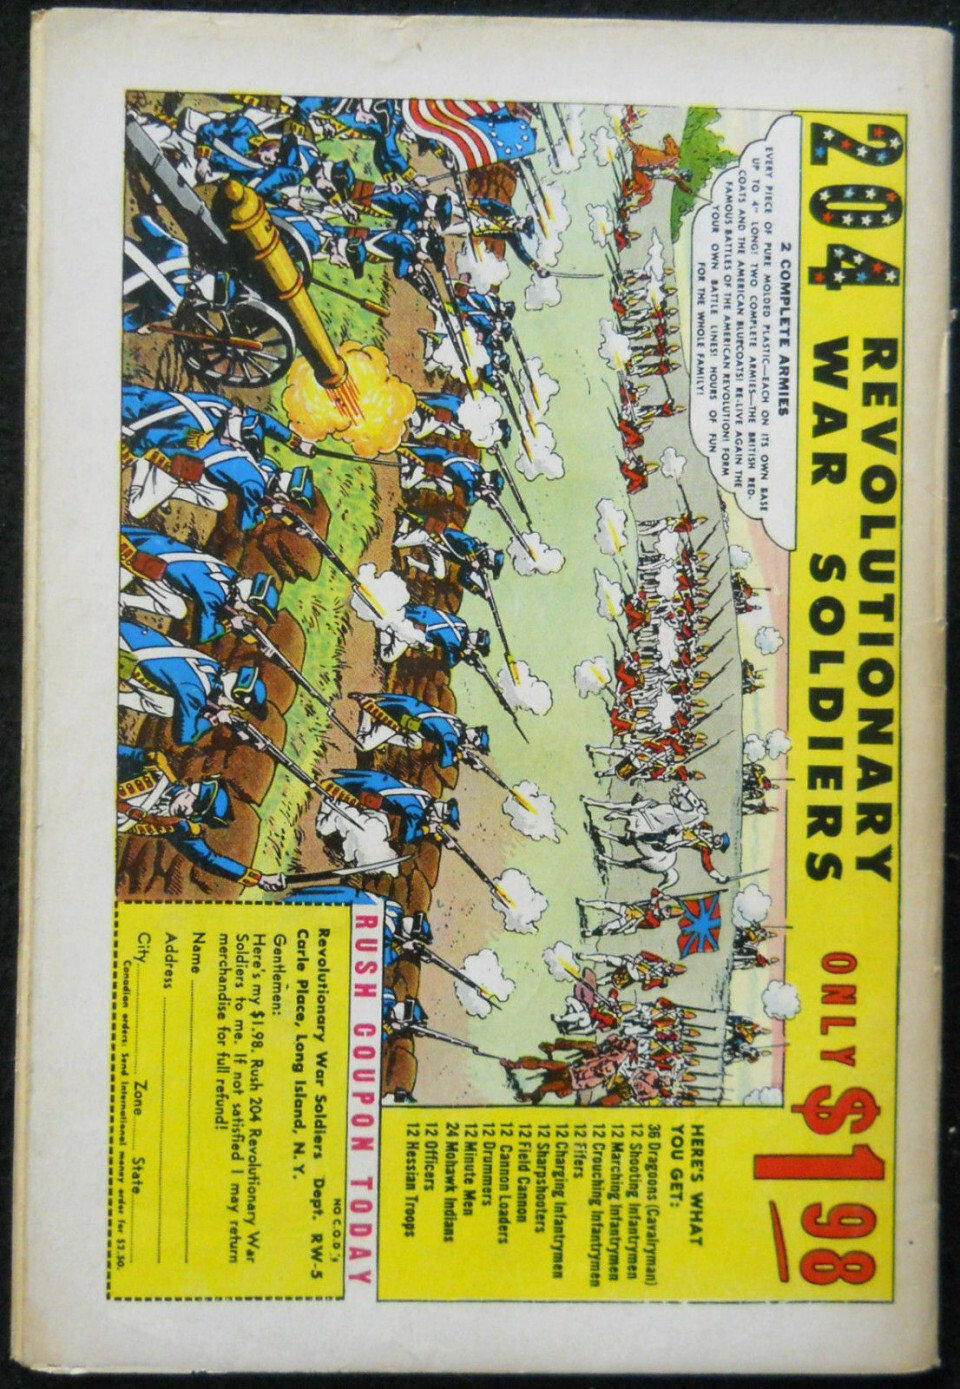 204 REVOLUTIONARY
WAR SOLDIERS
ONLY $1 98
2 COMPLETE ARMIES
EVERY PIECE OF PURE MOLDED PLASTIC—EACH ON ITS OWN BASE
UP TO 4" LONG! TWO COMPLETE ARMIES—THE BRITISH RED-
COATS AND THE AMERICAN BLUECOATS! RE-LIVE AGAIN THE
FAMOUS BATTLES OF THE AMERICAN REVOLUTION! FORM
YOUR OWN BATTLE LINES! HOURS OF FUN
FOR THE WHOLE FAMILY!
HERE'S WHAT
YOU GET:
36 Dragoons (Cavalryman)
12 Shooting Infantrymen
12 Marching Infantrymen
12 Crouching Infantrymen
12 Fifers
12 Charging Infantrymen
12 Sharpshooters
12 Field Cannon
12 Cannon Loaders
12 Drummers
12 Minute Men
24 Mohawk Indians
12 Officers
12 Hessian Troops
RUSH COUPON TODAY
NO C.O.D.'s
Revolutionary War Soldiers Dept. RW-5
Carle Place, Long Island, N. Y.
Gentlemen:
Here's my $1.98. Rush 204 Revolutionary War
Soldiers to me. If not satisfied I may return
merchandise for full refund!
Name
Address
City Zone State
Canadian orders: Send International money order for $2.50.